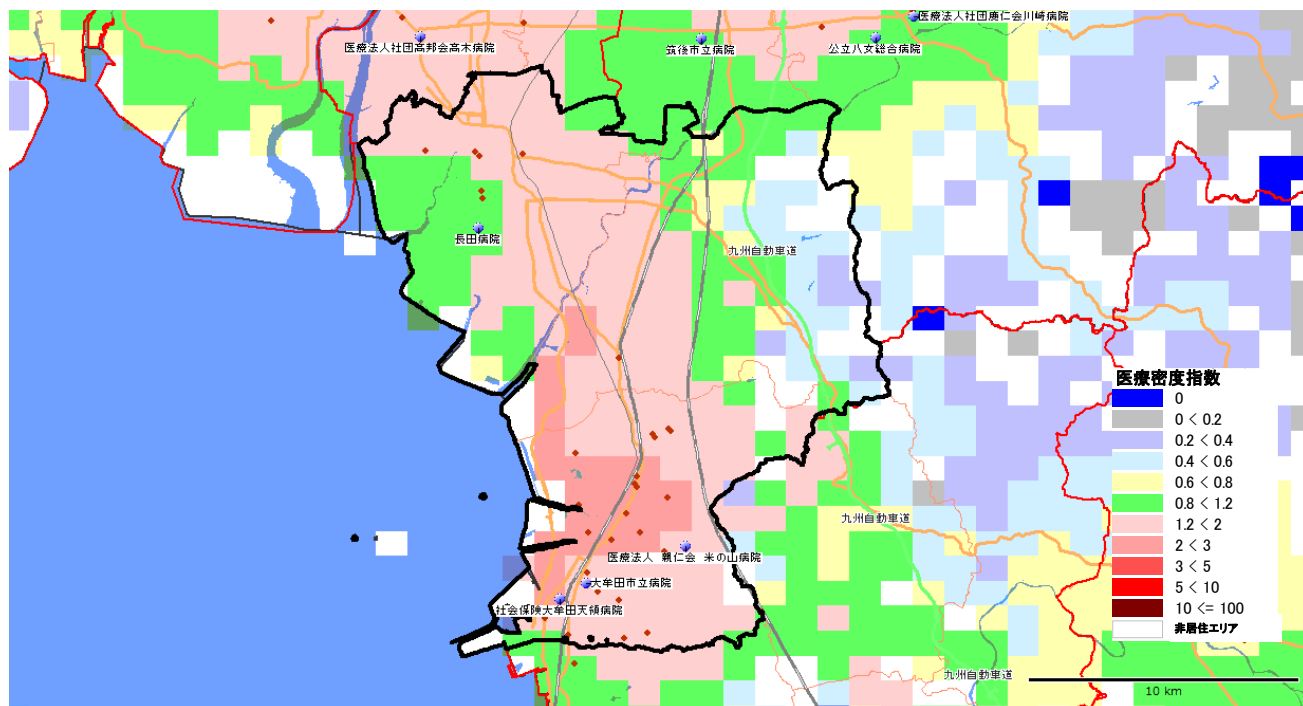 医療法人社団鹿仁会川崎病院
医療法人社団高邦会高木病院
筑後市立病院
公立八女総合病院
長田病院
九州自動車道
医療密度指数
0
0 < 0.2
0.2 < 0.4
0.4 < 0.6
0.6 < 0.8
0.8 < 1.2
1.2 < 2
2 < 3
3 < 5
5 < 10
10 <= 100
非居住エリア
九州自動車道
医療法人 親仁会 米の山病院
大牟田市立病院
社会保険大牟田天領病院
九州自動車道
10 km